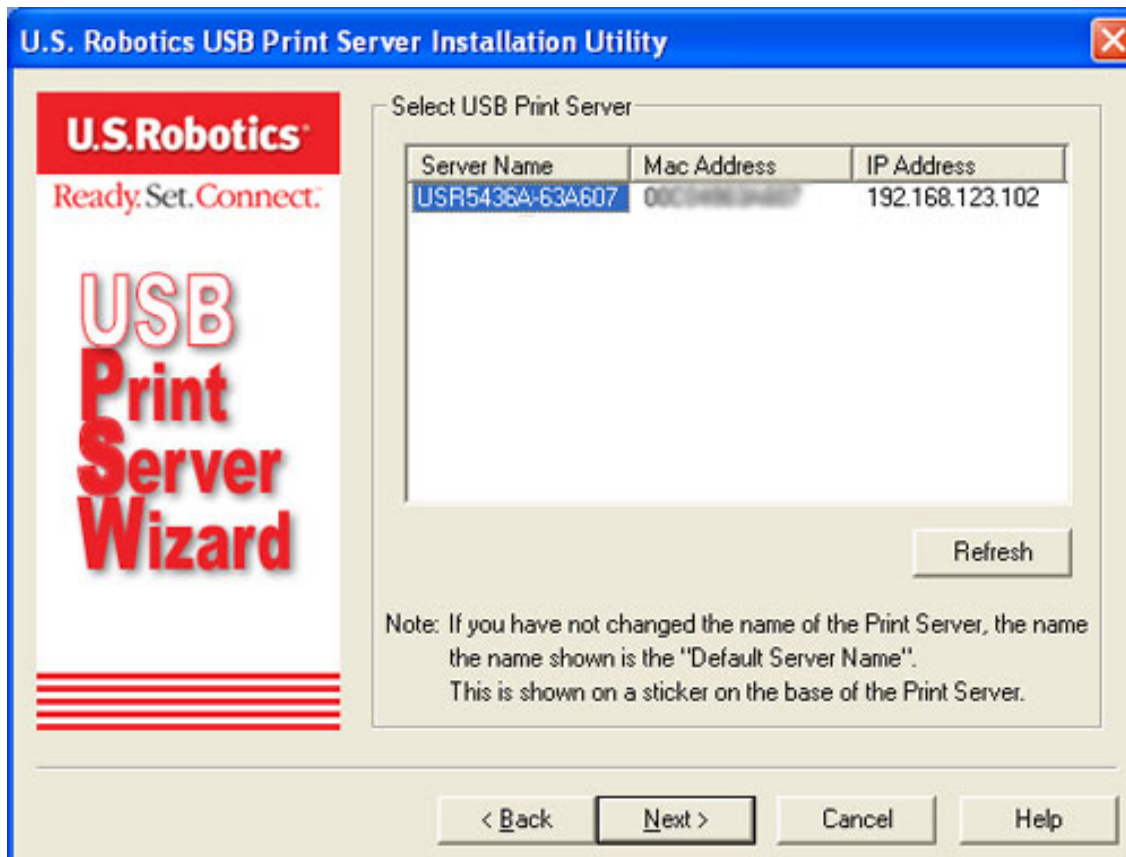 U.S. Robotics USB Print Server Installation Utility
U.S.Robotics
Ready. Set. Connect.™
USB
Print
Server
Wizard
Select USB Print Server
Server Name Mac Address IP Address
USR5436A-63A607 192.168.123.102
Refresh
Note: If you have not changed the name of the Print Server, the name
the name shown is the "Default Server Name".
This is shown on a sticker on the base of the Print Server.
< Back Next > Cancel Help